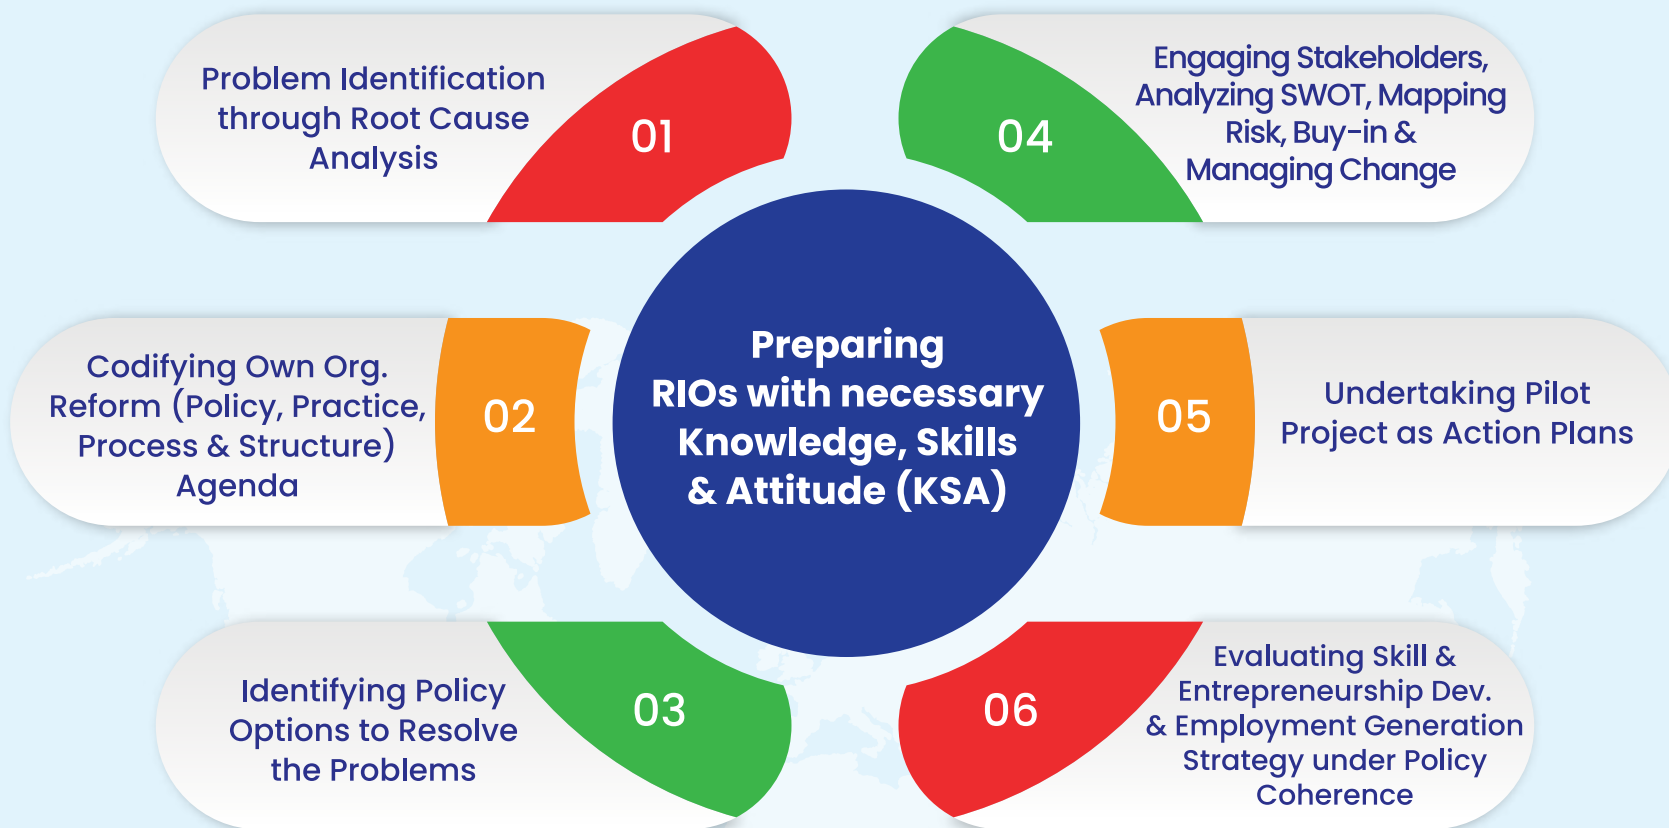 Problem Identification
through Root Cause
Analysis
01
Codifying Own Org.
Reform (Policy, Practice,
Process & Structure)
Agenda
02
Identifying Policy
Options to Resolve
the Problems
03
Preparing
RIOs with necessary
Knowledge, Skills
& Attitude (KSA)
04
Engaging Stakeholders,
Analyzing SWOT, Mapping
Risk, Buy-in &
Managing Change
05
Undertaking Pilot
Project as Action Plans
06
Evaluating Skill &
Entrepreneurship Dev.
& Employment Generation
Strategy under Policy
Coherence